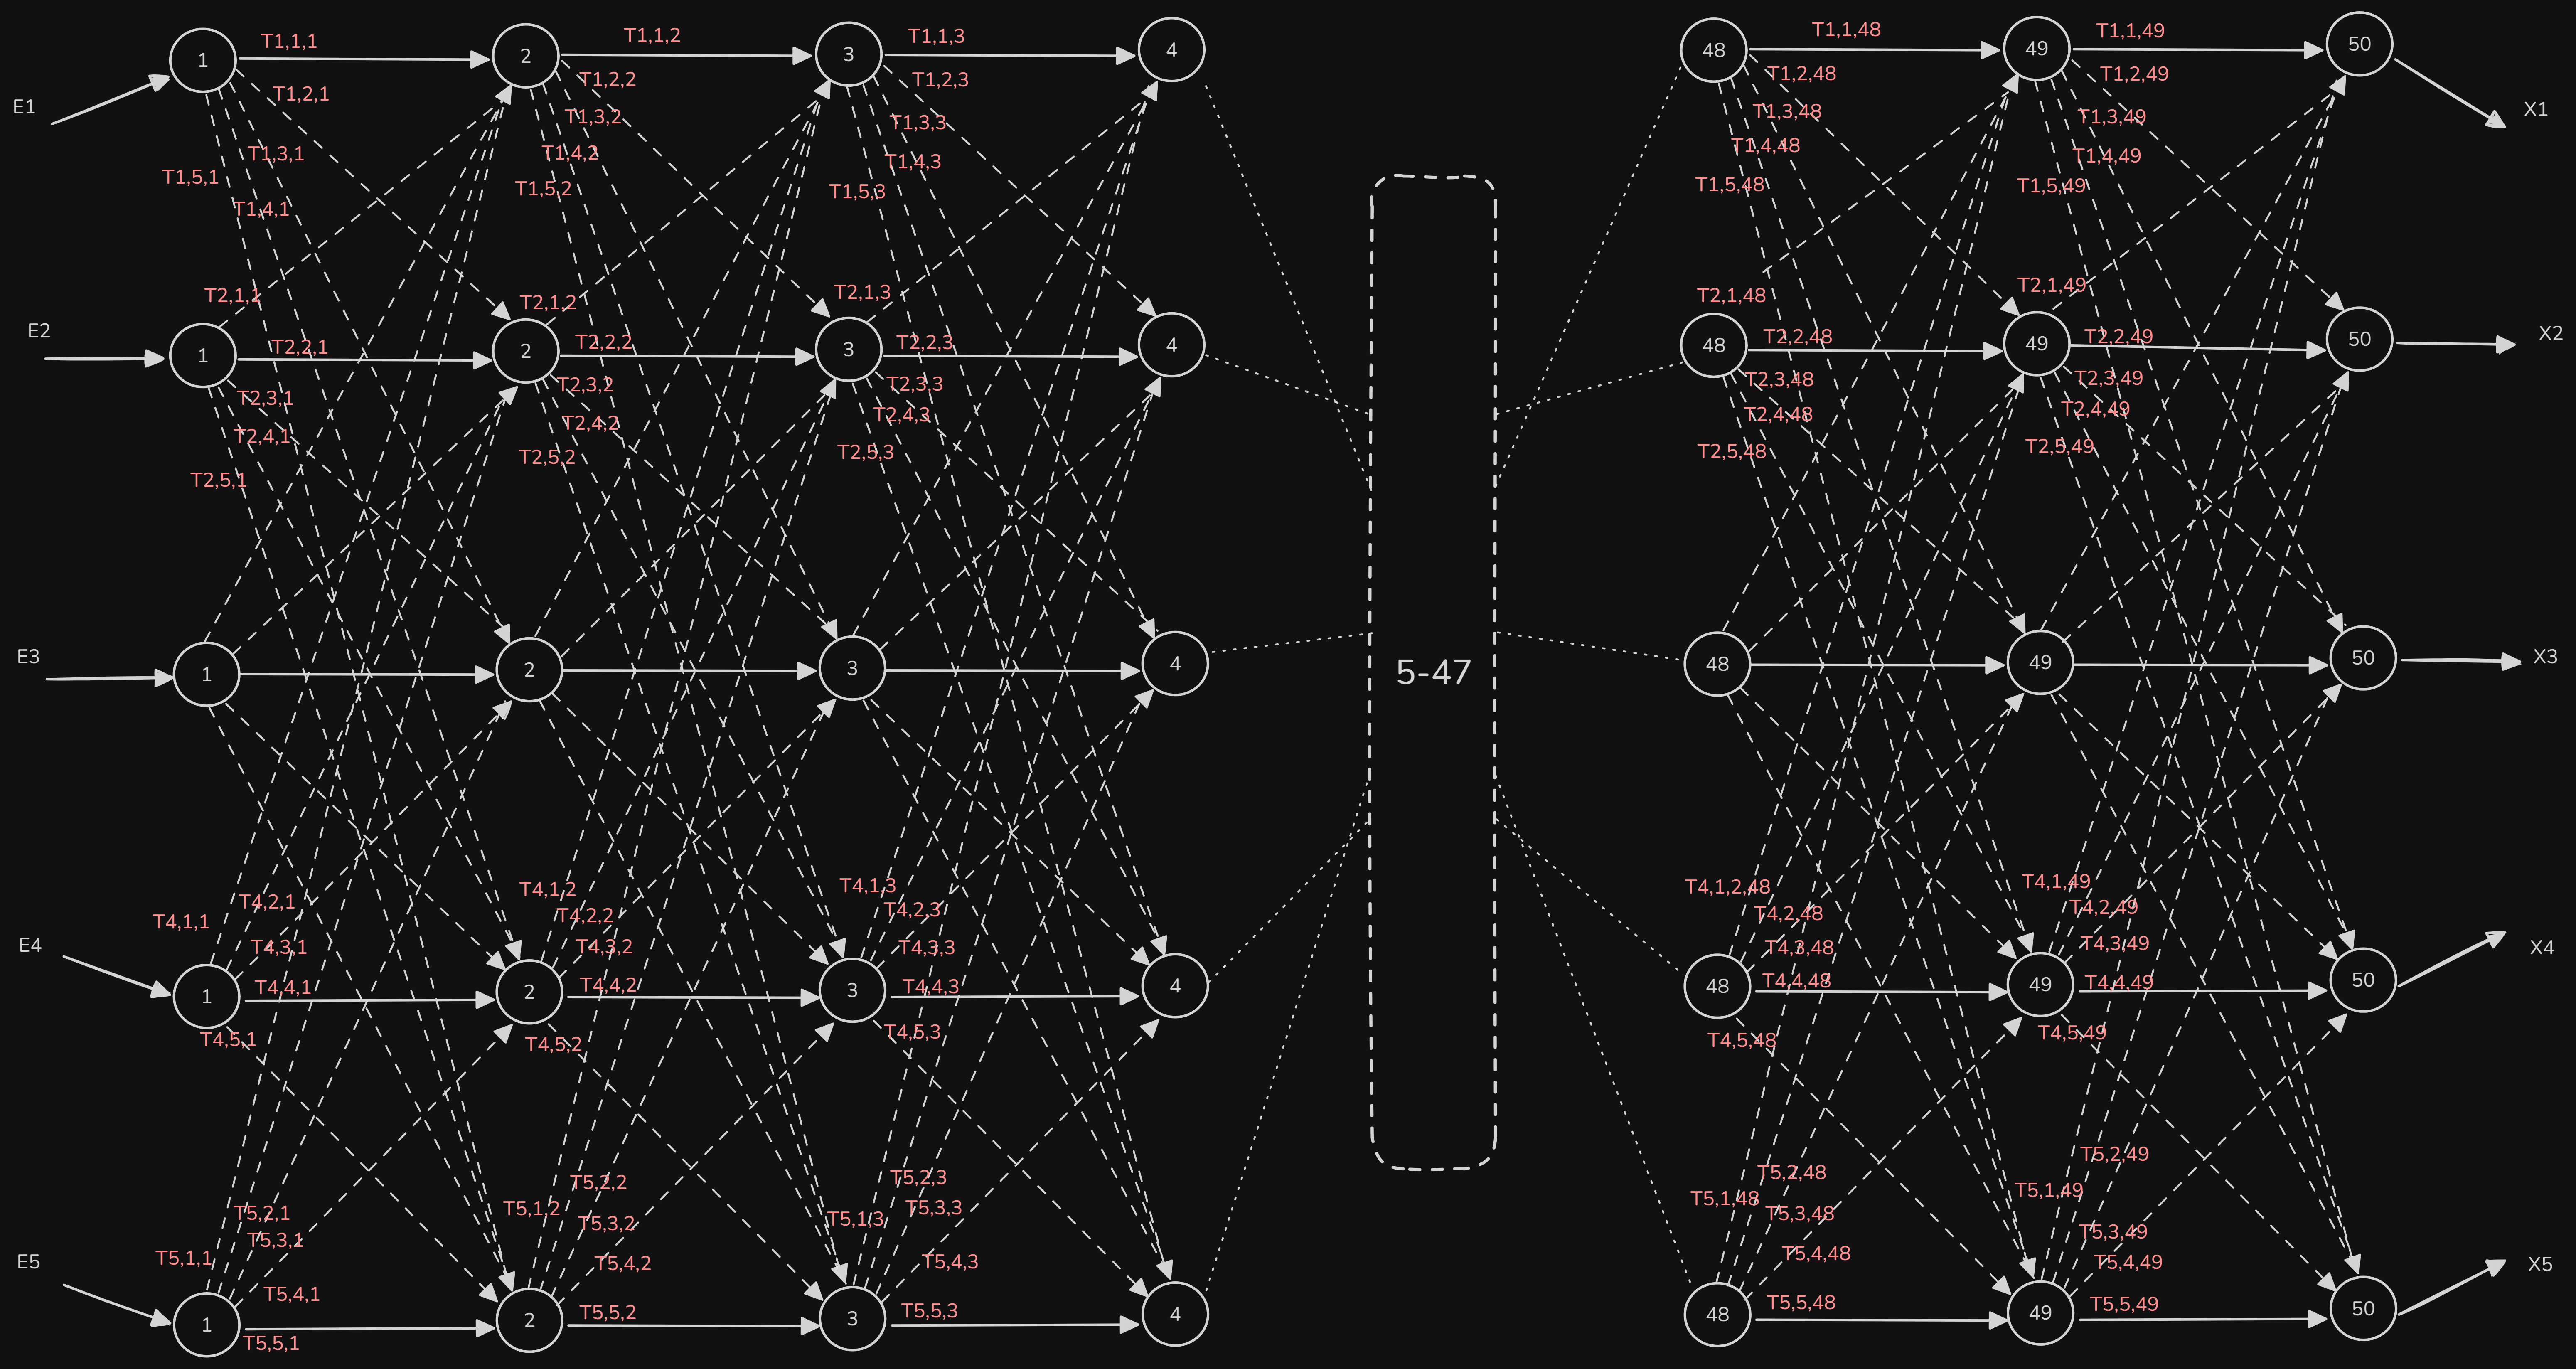 T1,1,1
T1,1,2
T1,1,3
T1,1,48
T1,1,49
1
2
3
4
48
49
50
E1
X1
T1,2,1
T1,2,2
T1,2,3
T1,2,48
T1,2,49
T1,3,1
T1,3,2
T1,3,3
T1,3,48
T1,3,49
T1,4,1
T1,4,2
T1,4,3
T1,4,48
T1,4,49
T1,5,1
T1,5,2
T1,5,3
T1,5,48
T1,5,49
T2,1,1
T2,1,2
T2,1,3
T2,1,48
T2,1,49
E2
X2
1
2
3
4
48
49
50
T2,2,1
T2,2,2
T2,2,3
T2,2,48
T2,2,49
T2,3,1
T2,3,2
T2,3,3
T2,3,48
T2,3,49
T2,4,1
T2,4,2
T2,4,3
T2,4,48
T2,4,49
T2,5,1
T2,5,2
T2,5,3
T2,5,48
T2,5,49
E3
X3
1
2
3
4
5-47
48
49
50
T4,1,1
T4,1,2
T4,1,3
T4,1,2,48
T4,1,49
T4,2,1
T4,2,2
T4,2,3
T4,2,48
T4,2,49
T4,3,1
T4,3,2
T4,3,3
T4,3,48
T4,3,49
E4
X4
1
2
3
4
48
49
50
T4,4,1
T4,4,2
T4,4,3
T4,4,48
T4,4,49
T4,5,1
T4,5,2
T4,5,3
T4,5,48
T4,5,49
T5,1,1
T5,1,2
T5,1,3
T5,1,48
T5,1,49
T5,2,1
T5,2,2
T5,2,3
T5,2,48
T5,2,49
T5,3,1
T5,3,2
T5,3,3
T5,3,48
T5,3,49
T5,4,1
T5,4,2
T5,4,3
T5,4,48
T5,4,49
E5
X5
1
2
3
4
48
49
50
T5,5,1
T5,5,2
T5,5,3
T5,5,48
T5,5,49